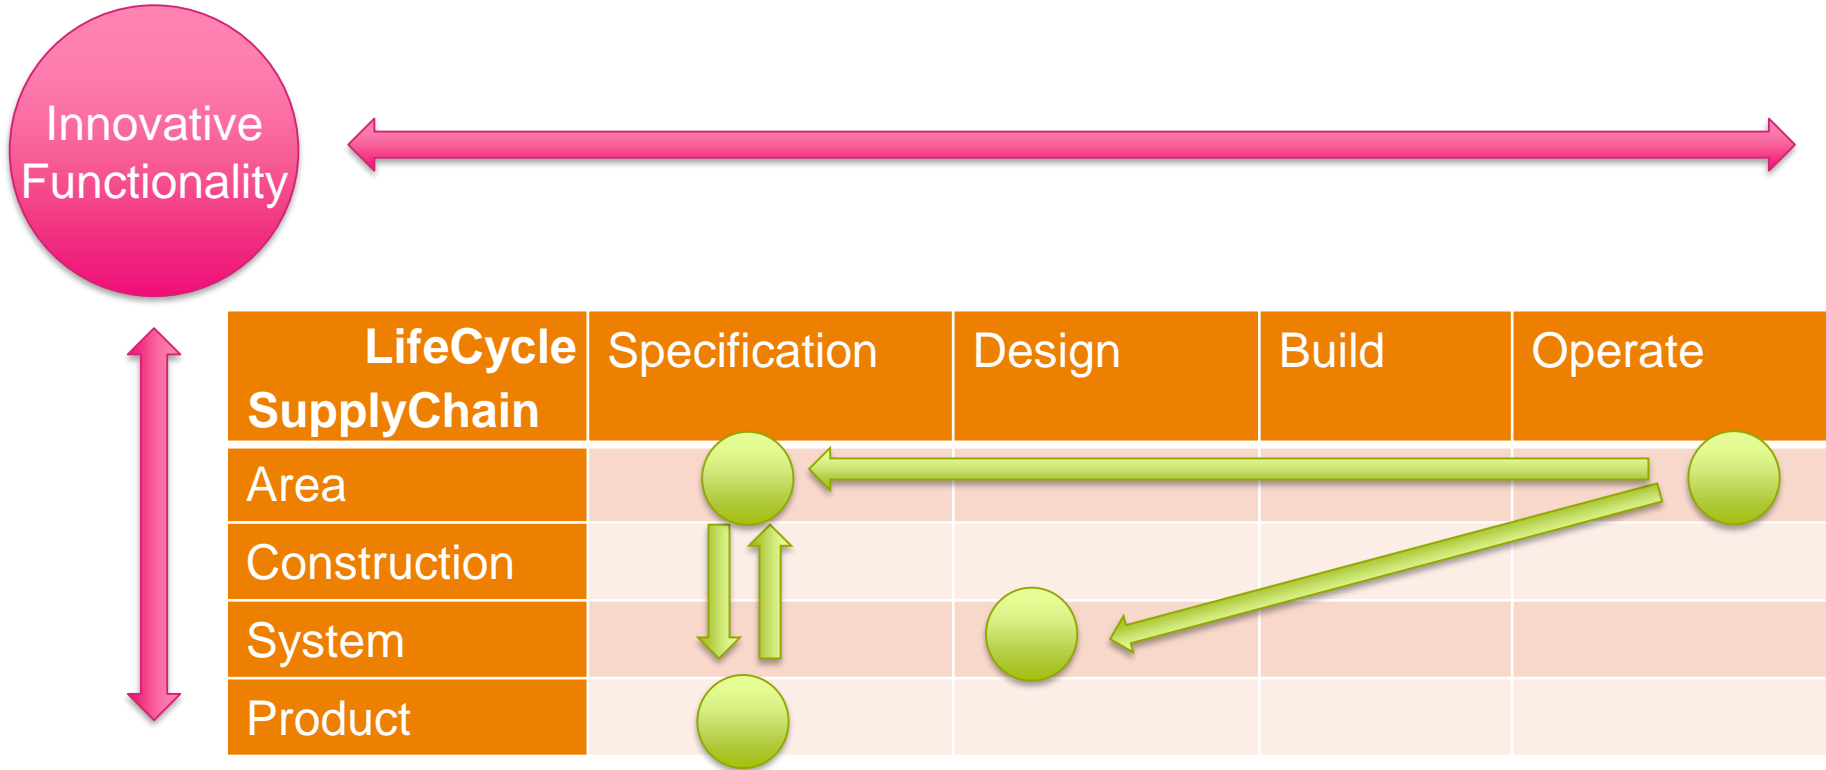 Innovative
Functionality
LifeCycle
SupplyChain
Specification
Design
Build
Operate
Area
Construction
System
Product